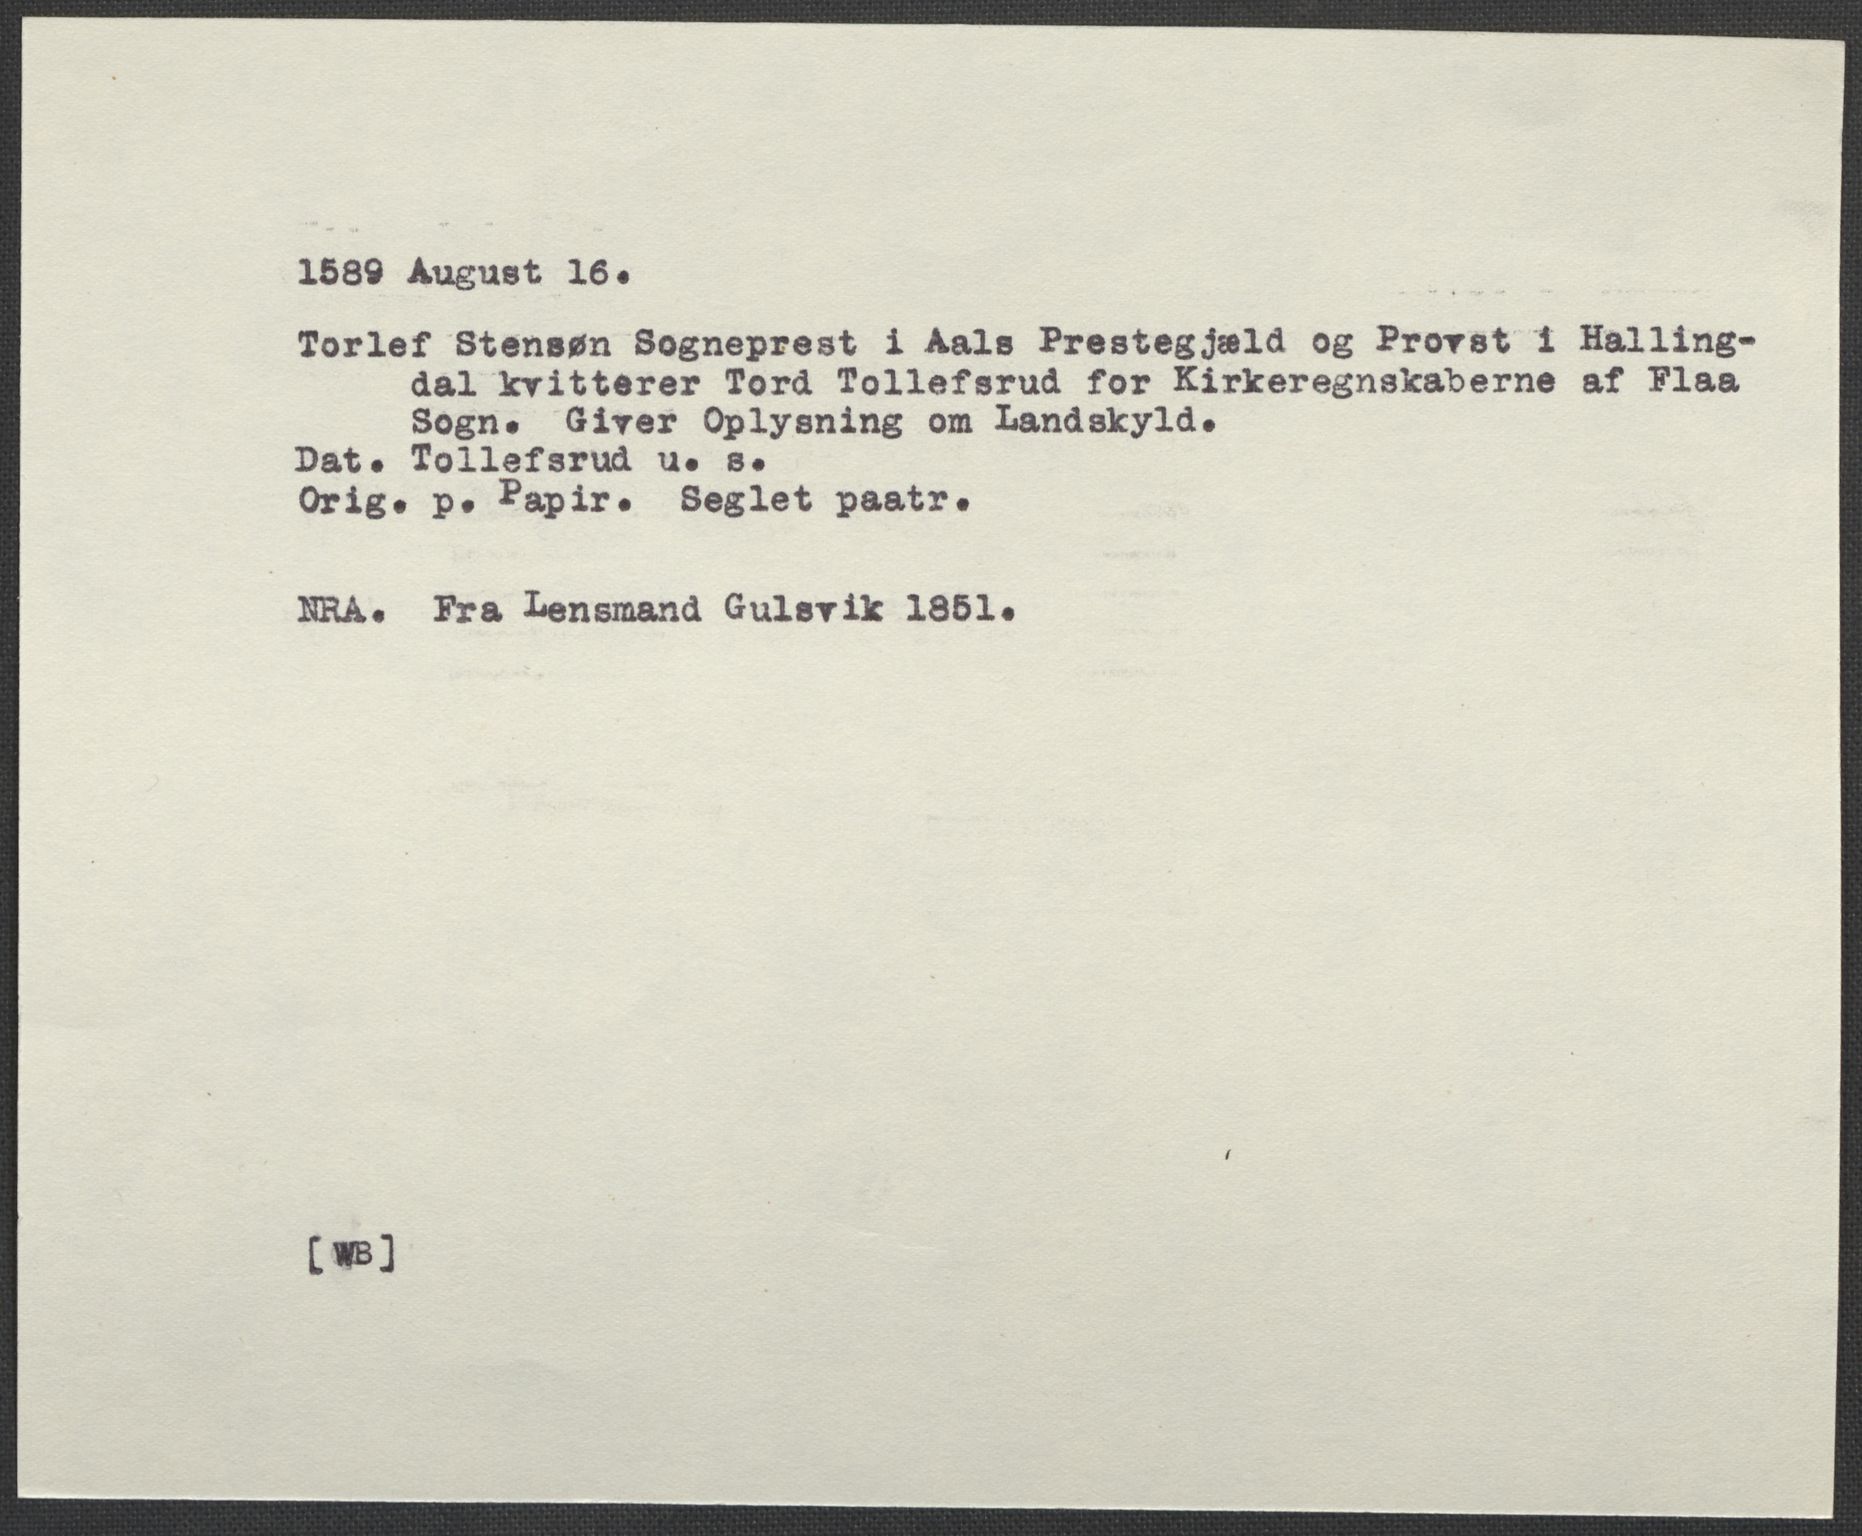 1589 August 16.
Torlef Stensøn Sogneprest i Aals Prestegjæld og Provst i Halling-
dal kvitterer Tord Tollefsrud for Kirkeregnskaberne af Flaa
Sogn. Giver Oplysning om Landskyld.
Dat. Tollefsrud u. s.
Orig. p. Papir. Seglet paatr.
NRA. Fra Lensmand Gulsvik 1851.
[WB]